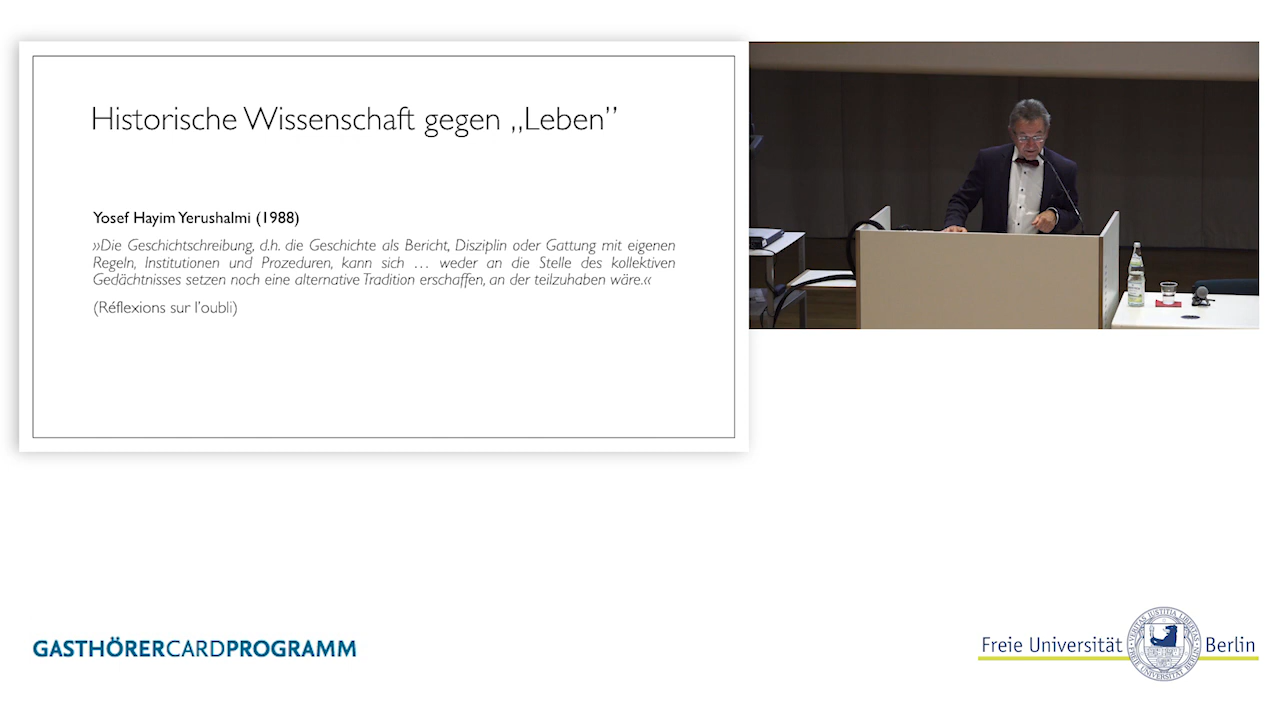 Historische Wissenschaft gegen „Leben”
Yosef Hayim Yerushalmi (1988)
»Die Geschichtschreibung, d.h. die Geschichte als Bericht, Disziplin oder Gattung mit eigenen
Regeln, Institutionen und Prozeduren, kann sich … weder an die Stelle des kollektiven
Gedächtnisses setzen noch eine alternative Tradition erschaffen, an der teilzuhaben wäre.«
(Réflexions sur l’oubli)
GASTHÖRERCARDPROGRAMM
Freie Universität Berlin